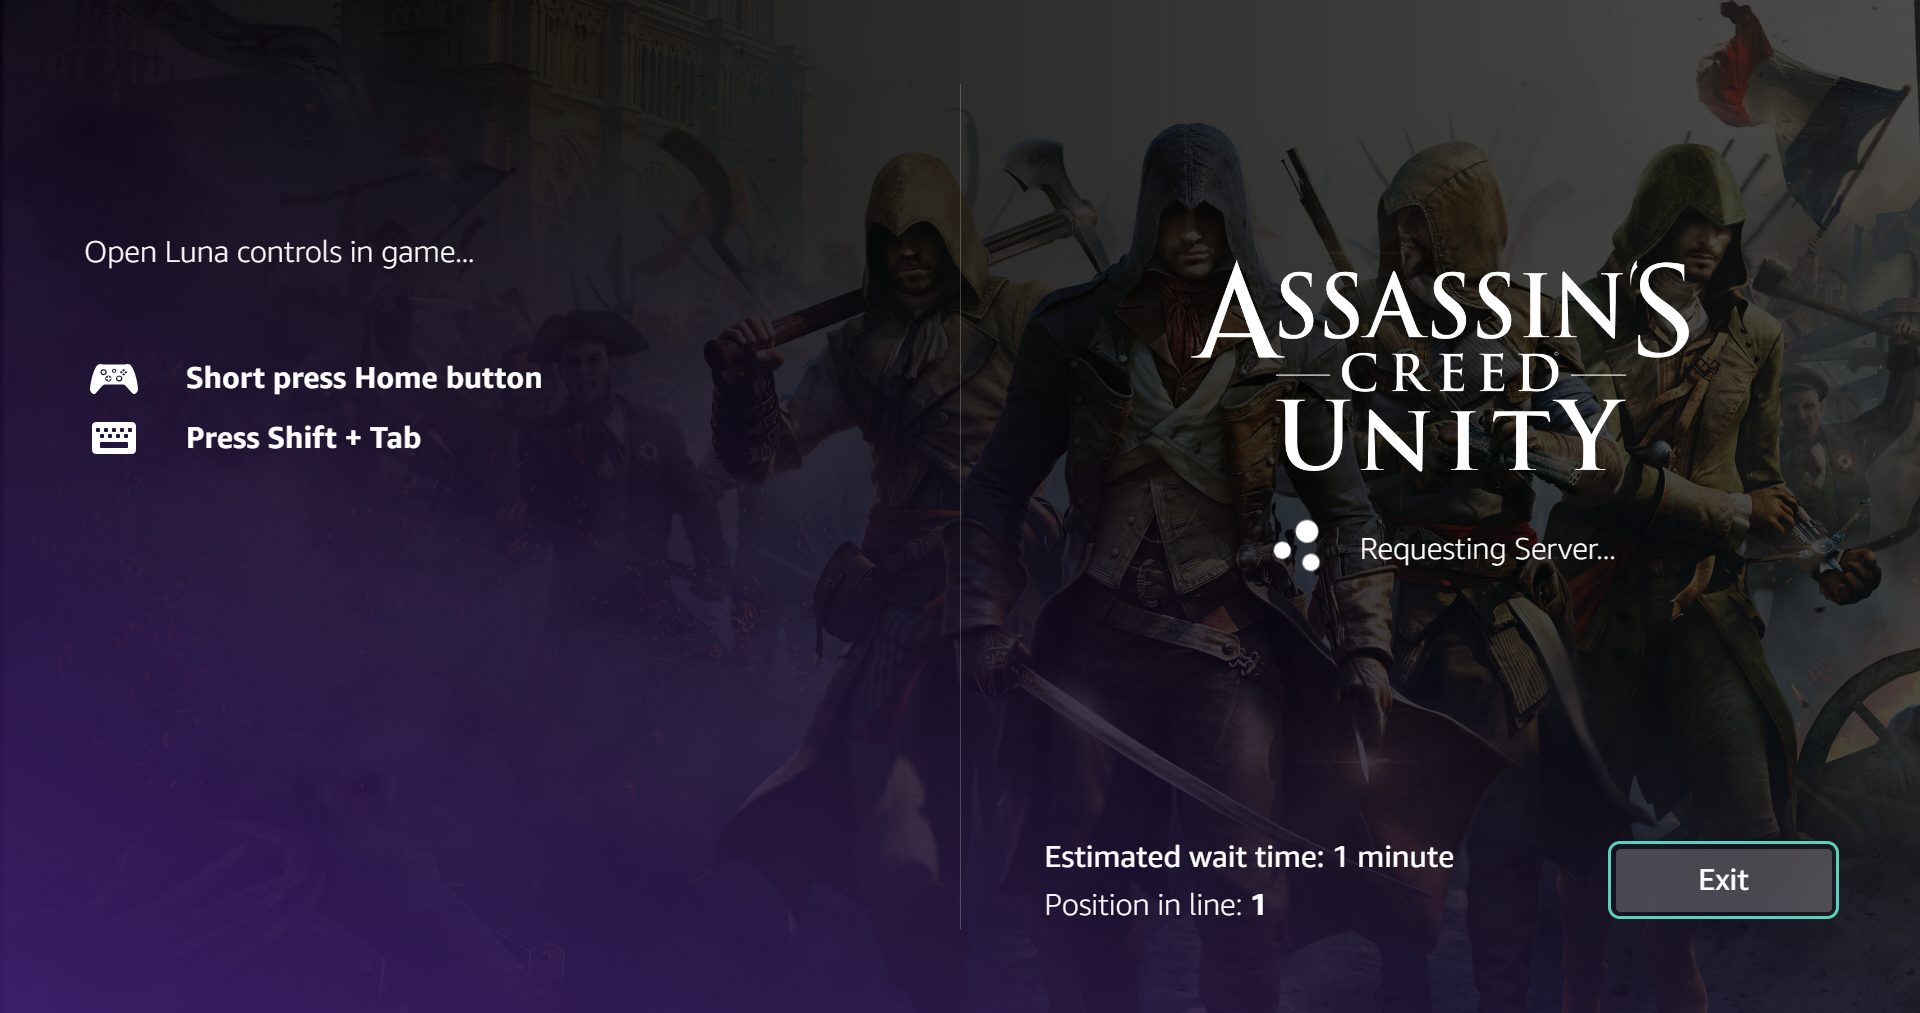 Open Luna controls in game...
Short press Home button
Press Shift + Tab
ASSASSIN'S
CREED
UNITY
Requesting Server...
Estimated wait time: 1 minute
Position in line: 1
Exit